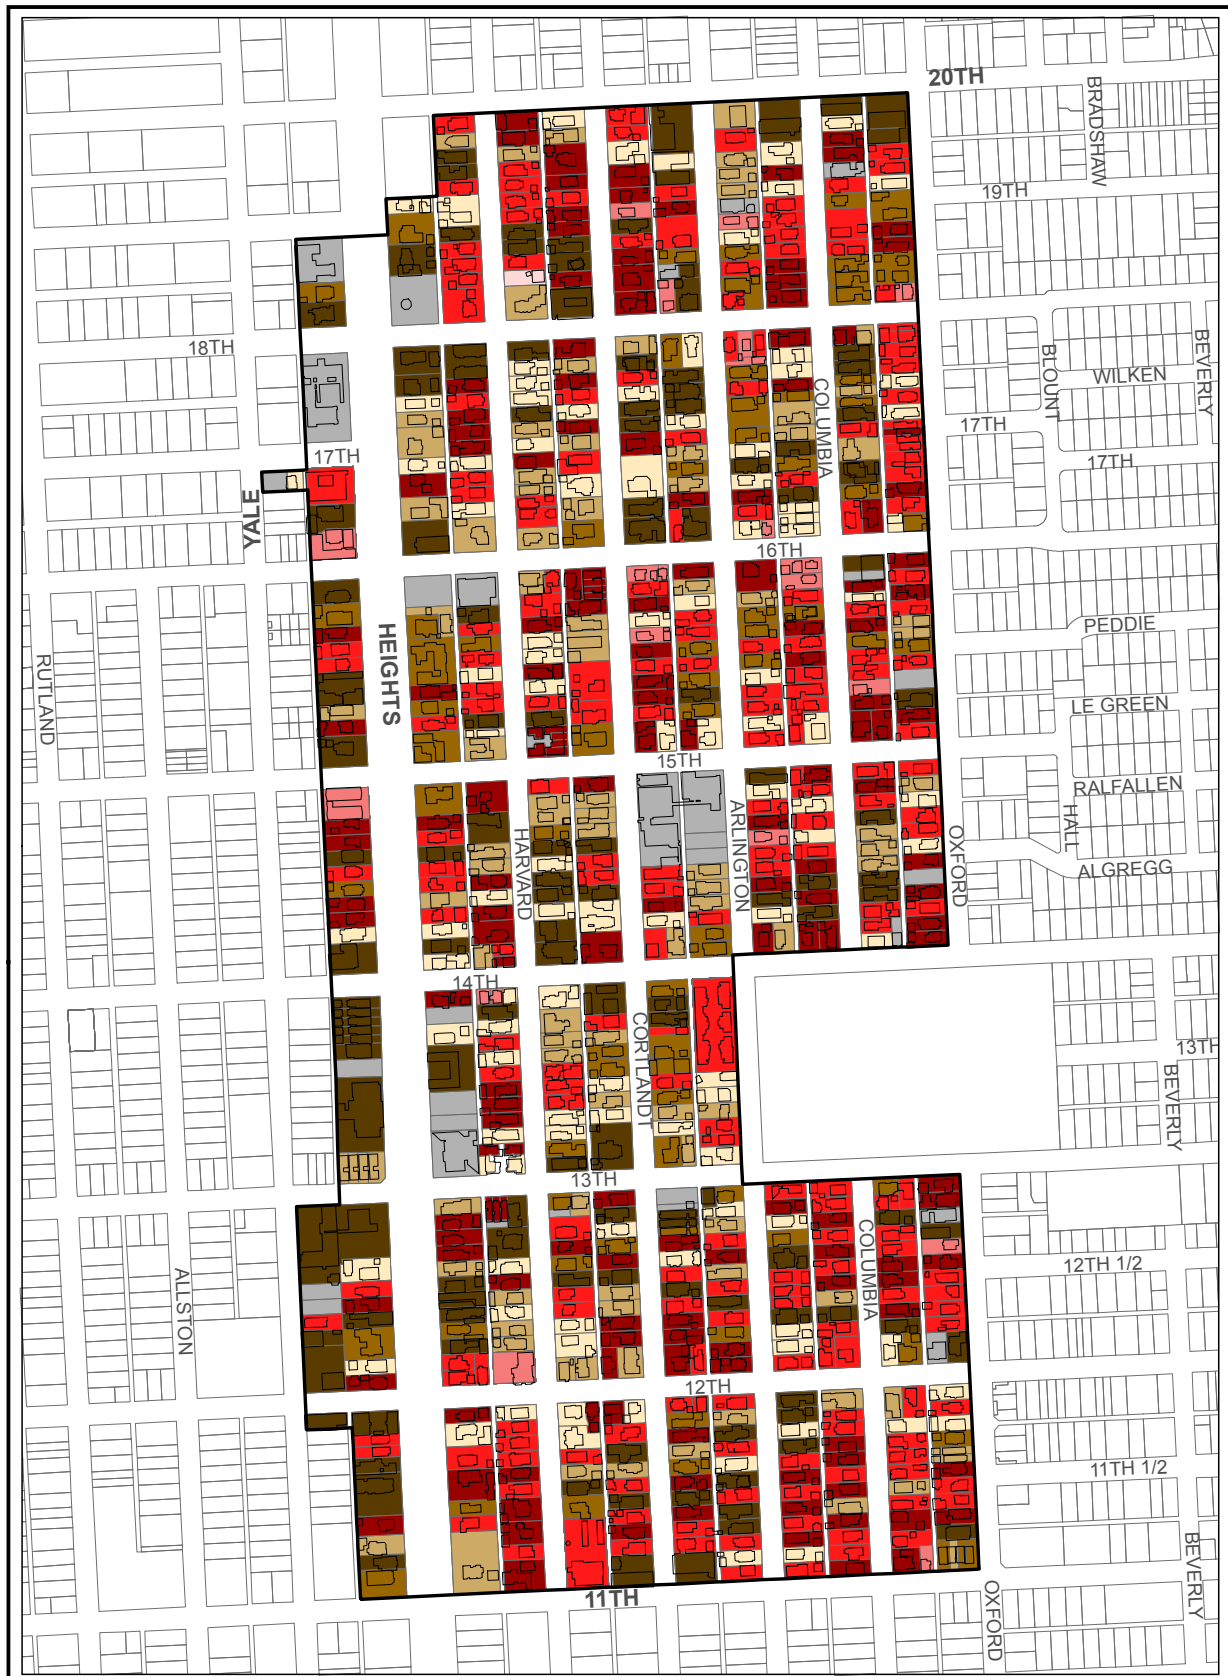 20TH
BRADSHAW
19TH
18TH
BLOUNT
BEVERLY
WILKEN
COLUMBIA
17TH
17TH
17TH
YALE
16TH
PEDDIE
HEIGHTS
RUTLAND
LE GREEN
15TH
RALFALLEN
HALL
ARLINGTON
HARVARD
OXFORD
ALGREGG
14TH
CORTLANDT
13TH
BEVERLY
13TH
12TH 1/2
COLUMBIA
ALLSTON
12TH
11TH 1/2
BEVERLY
11TH
OXFORD